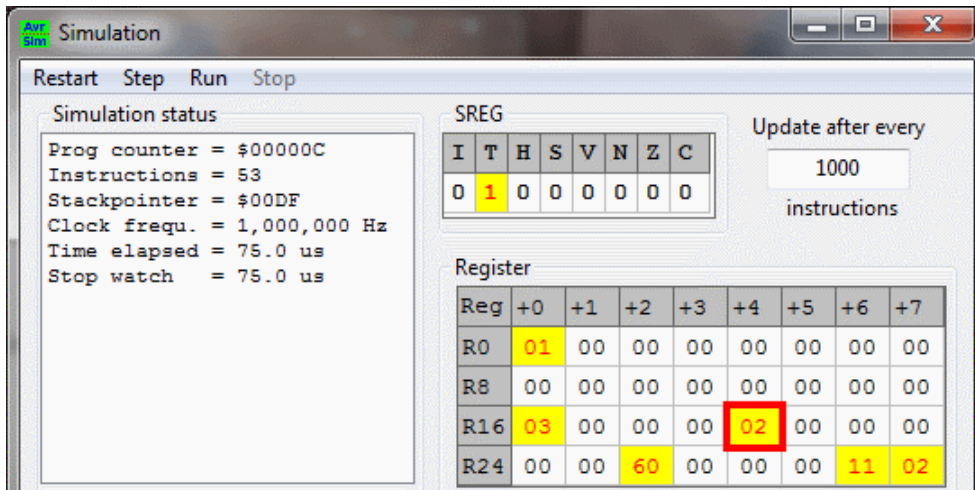 Avr
Sim
Simulation
Restart Step Run Stop
Simulation status
Prog counter = $00000C
Instructions = 53
Stackpointer = $00DF
Clock frequ. = 1,000,000 Hz
Time elapsed = 75.0 us
Stop watch = 75.0 us
SREG
I T H S V N Z C
0 1 0 0 0 0 0 0
Update after every
1000
instructions
Register
Reg +0 +1 +2 +3 +4 +5 +6 +7
R0 01 00 00 00 00 00 00 00
R8 00 00 00 00 00 00 00 00
R16 03 00 00 00 02 00 00 00
R24 00 00 60 00 00 00 11 02